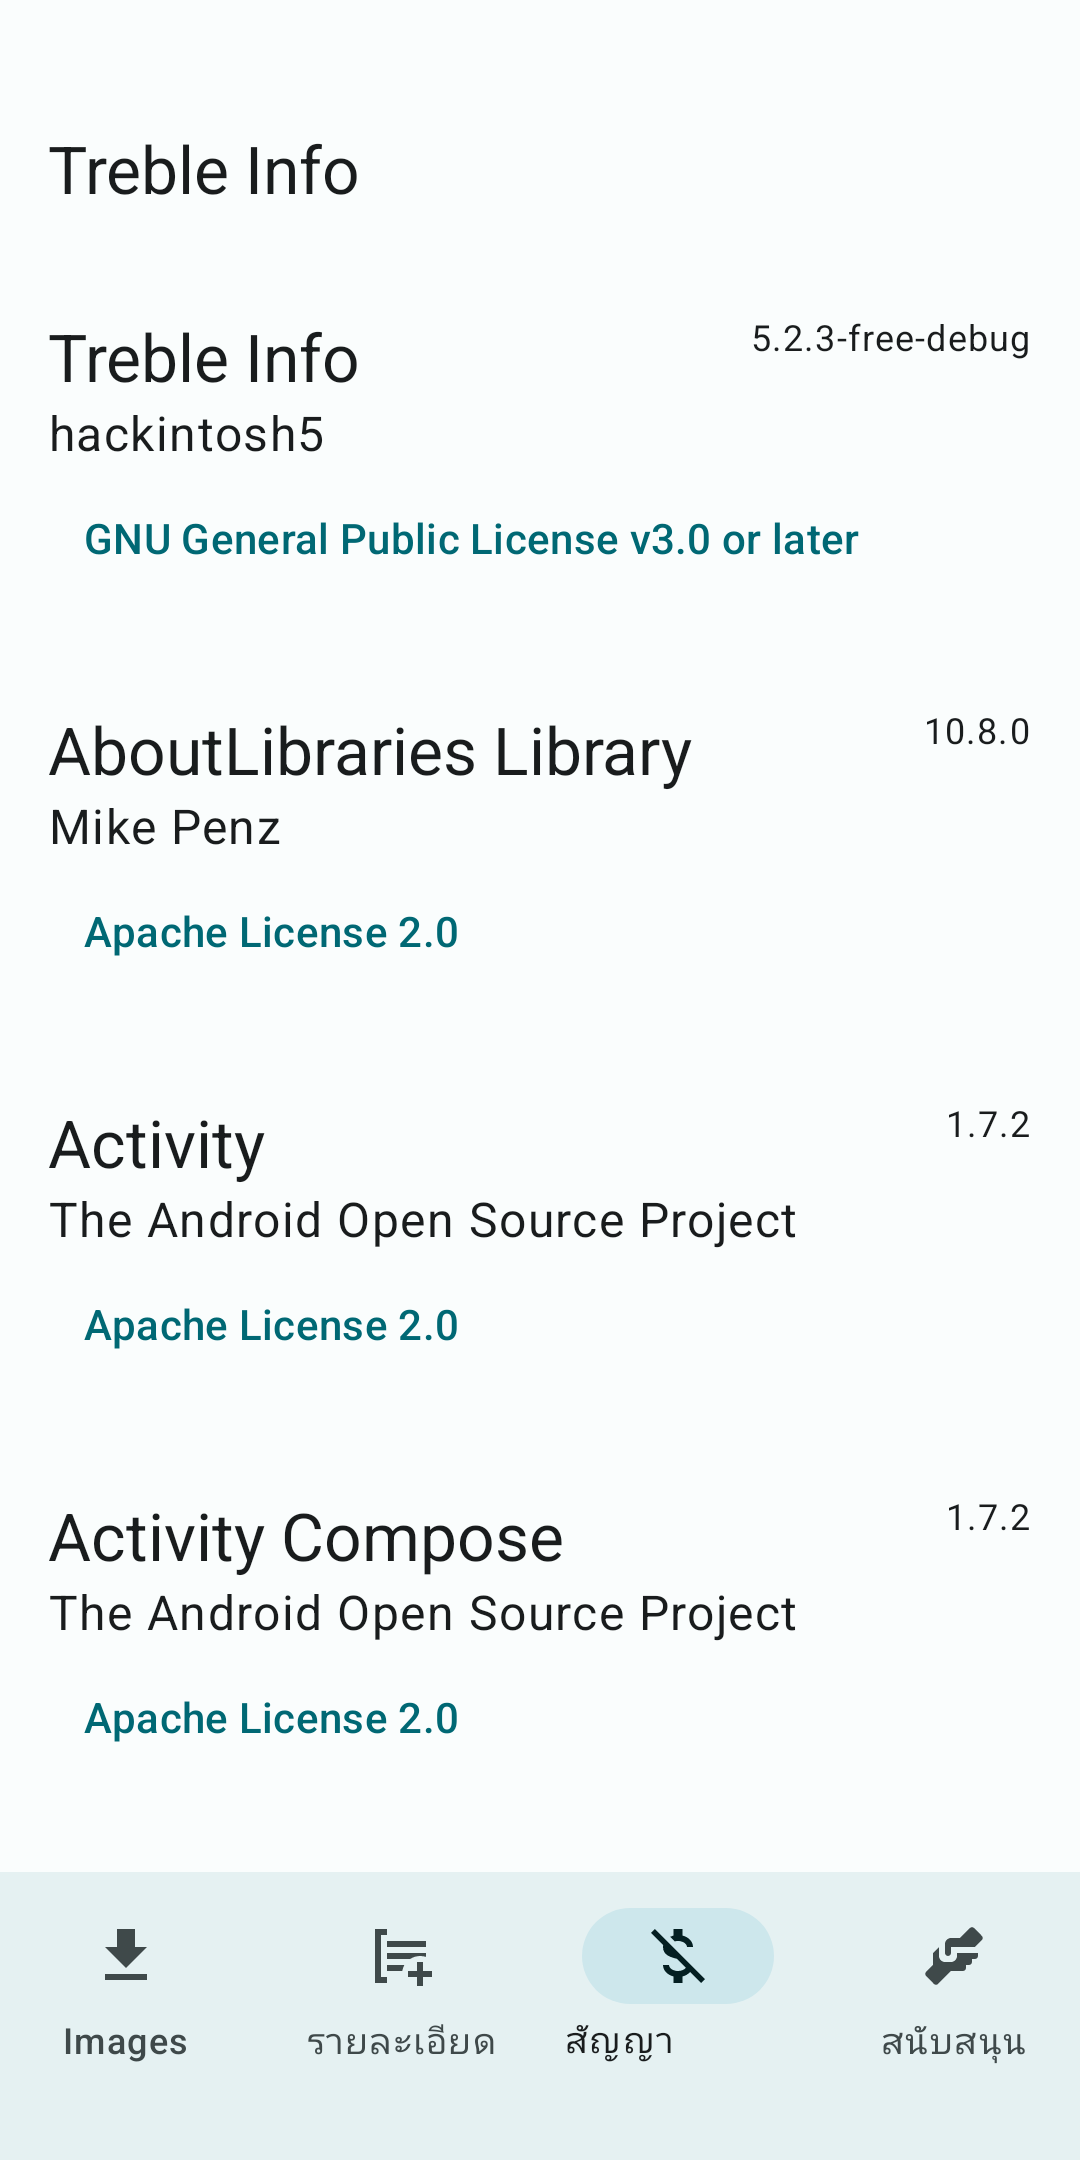 Treble Info
Treble Info
5.2.3-free-debug
hackintosh5
GNU General Public License v3.0 or later
AboutLibraries Library
10.8.0
Mike Penz
Apache License 2.0
Activity
1.7.2
The Android Open Source Project
Apache License 2.0
Activity Compose
1.7.2
The Android Open Source Project
Apache License 2.0
Images
รายละเอียด
สัญญา
สนับสนุน